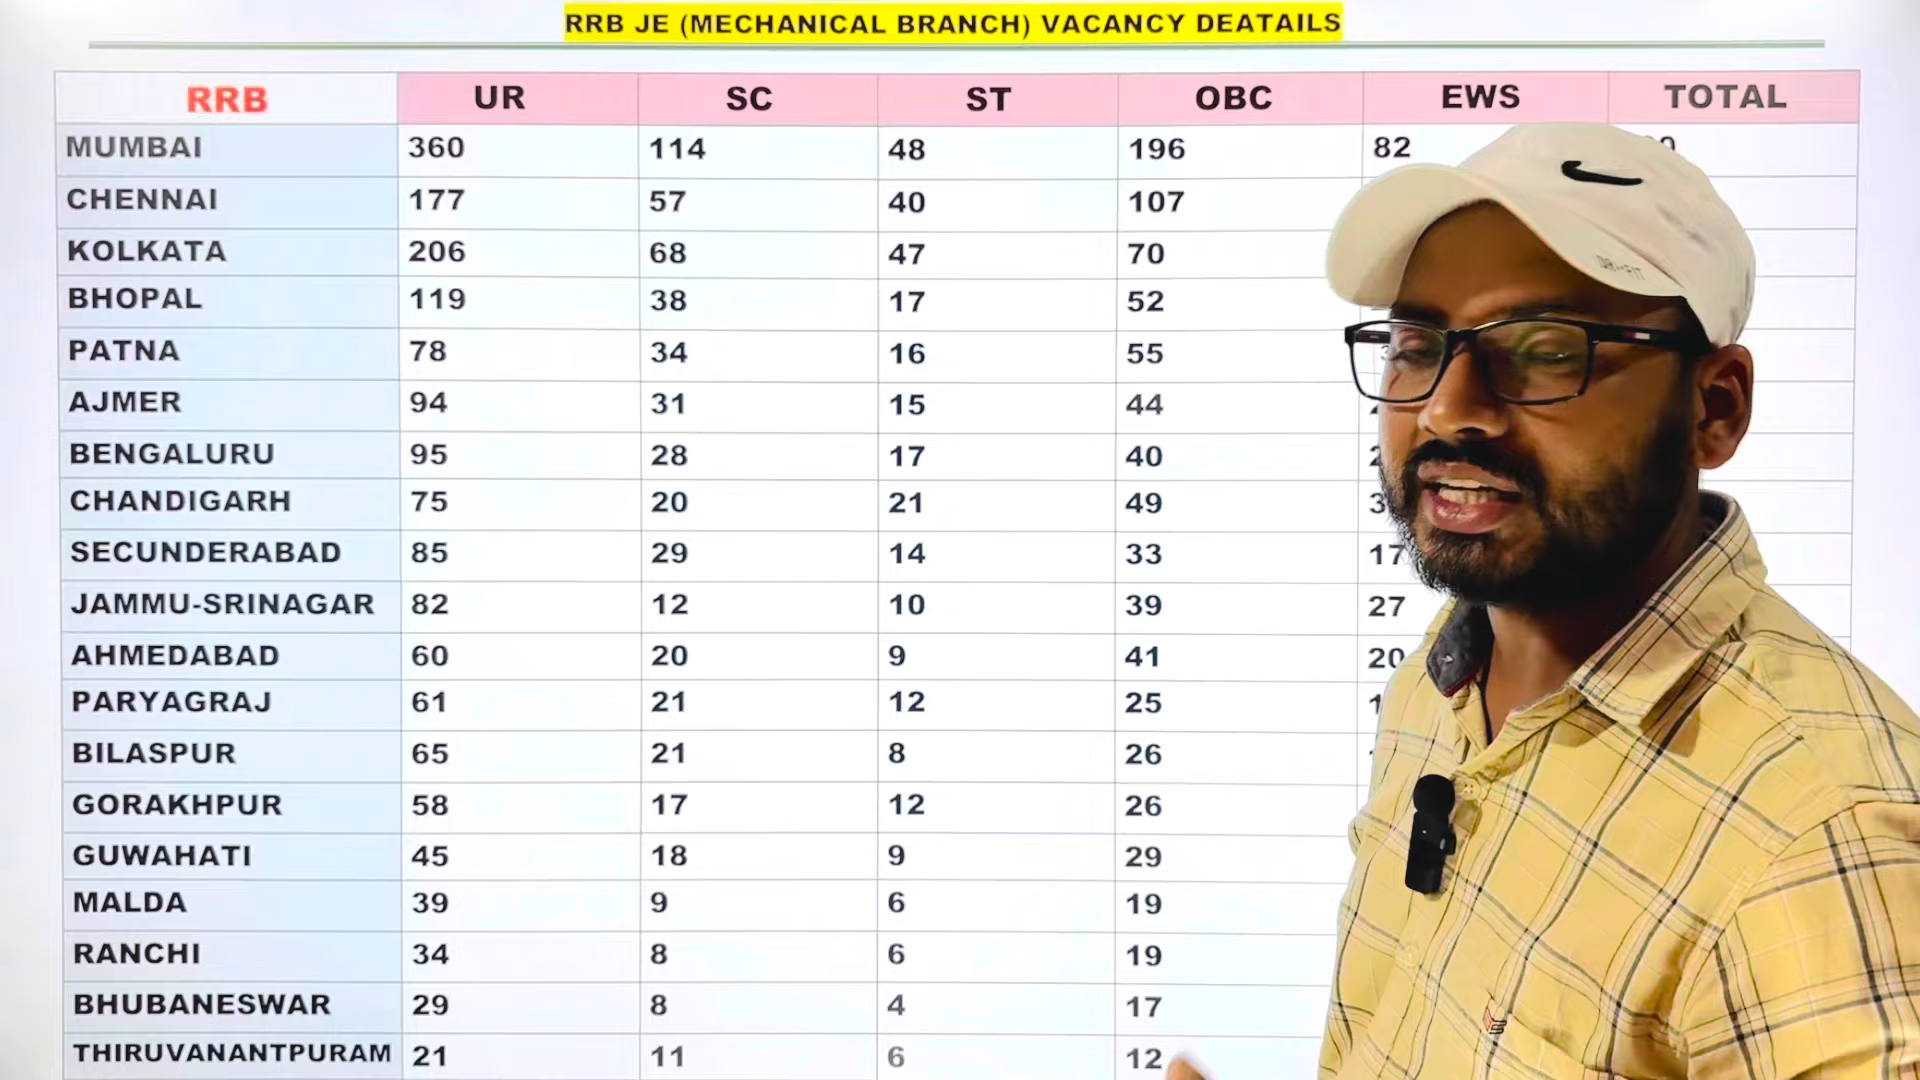 RRB JE (MECHANICAL BRANCH) VACANCY DEATAILS
RRB UR SC ST OBC EWS TOTAL
MUMBAI 360 114 48 196 82
CHENNAI 177 57 40 107
KOLKATA 206 68 47 70
BHOPAL 119 38 17 52
PATNA 78 34 16 55
AJMER 94 31 15 44
BENGALURU 95 28 17 40
CHANDIGARH 75 20 21 49
SECUNDERABAD 85 29 14 33 17
JAMMU-SRINAGAR 82 12 10 39 27
AHMEDABAD 60 20 9 41 20
PARYAGRAJ 61 21 12 25
BILASPUR 65 21 8 26
GORAKHPUR 58 17 12 26
GUWAHATI 45 18 9 29
MALDA 39 9 6 19
RANCHI 34 8 6 19
BHUBANESWAR 29 8 4 17
THIRUVANANTPURAM 21 11 6 12
DRI-FIT